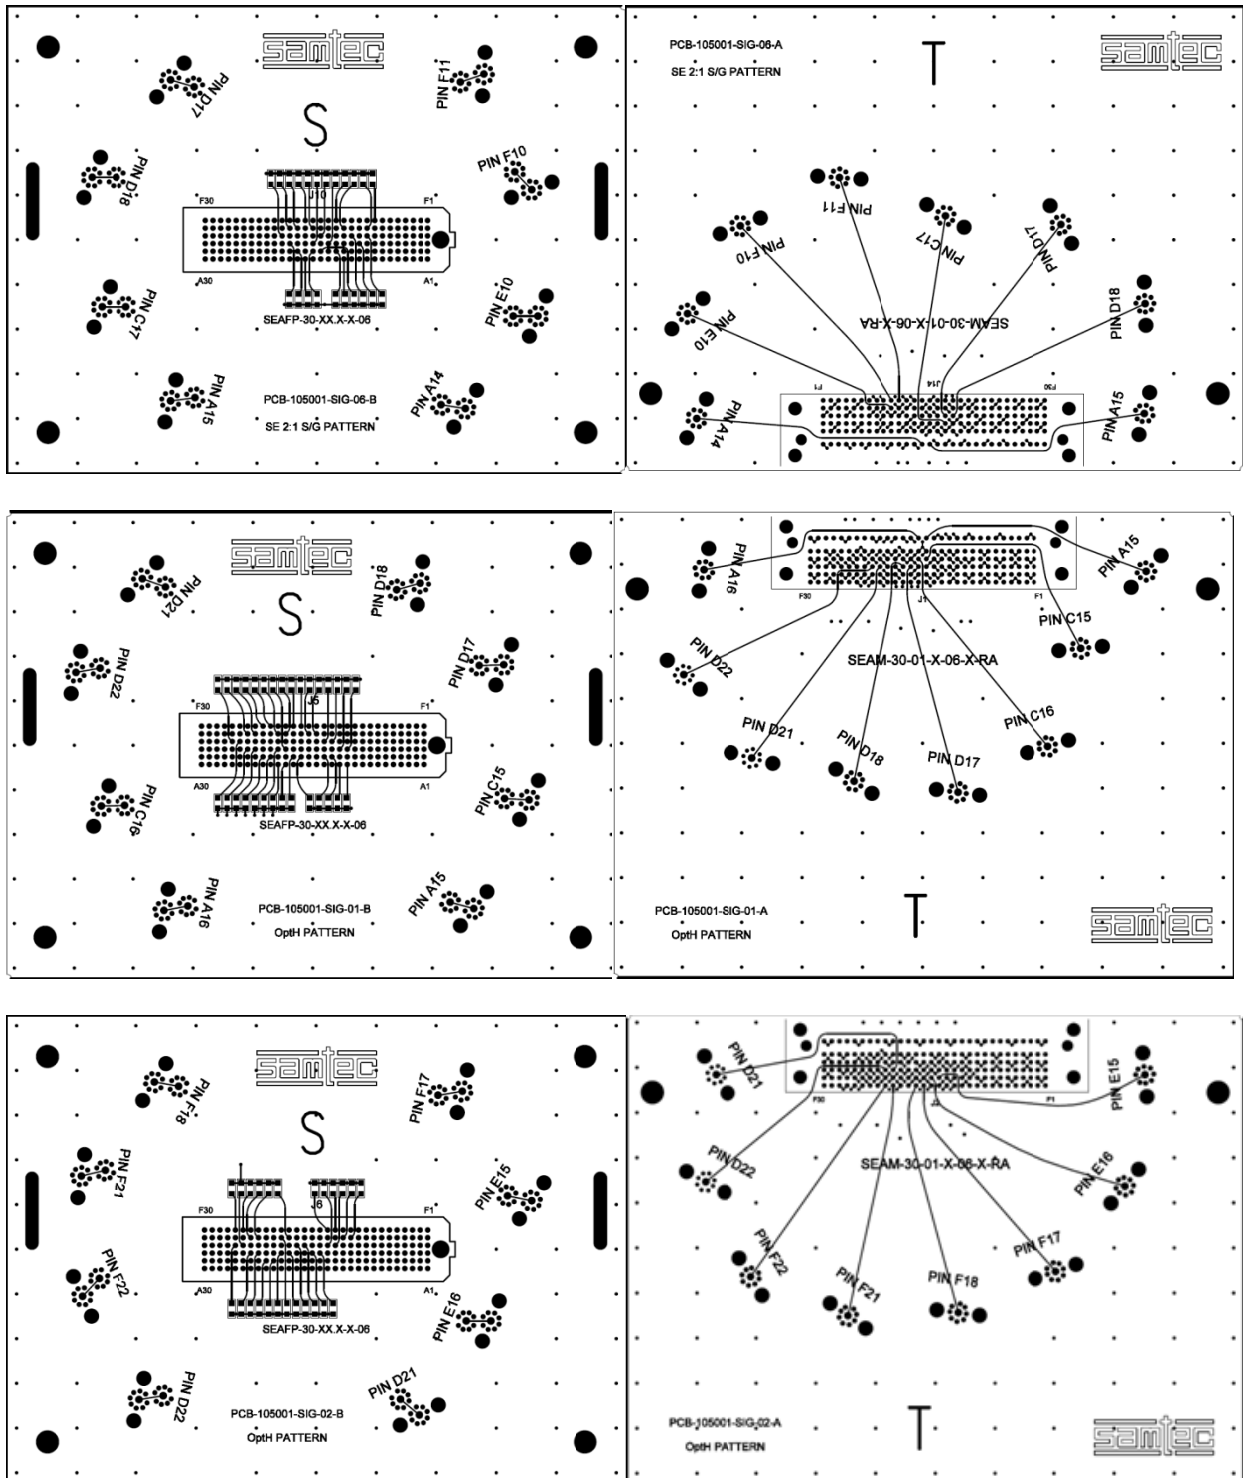 samtec
PIN D17
PIN F11
S
PIN D18
PIN F10
J10
F30
F1
A30
A1
SEAFP-30-XX.X-X-06
PIN C17
PIN E10
PIN A15
PIN A14
PCB-105001-SIG-06-B
SE 2:1 S/G PATTERN
PCB-105001-SIG-06-A
SE 2:1 S/G PATTERN
T
samtec
PIN F11
PIN C17
PIN D17
PIN F10
PIN E10
PIN D18
SEAM-30-01-X-06-X-RA
F1
J14
F30
PIN A14
PIN A15
samtec
PIN D21
PIN D18
S
PIN D22
PIN D17
J5
F30
F1
A30
A1
SEAFP-30-XX.X-X-06
PIN C16
PIN C15
PIN A16
PIN A15
PCB-105001-SIG-01-B
OptH PATTERN
PIN A16
PIN A15
F30
J1
F1
PIN C15
PIN D22
SEAM-30-01-X-06-X-RA
PIN D21
PIN D18
PIN D17
PIN C16
PCB-105001-SIG-01-A
OptH PATTERN
T
samtec
samtec
PIN F18
PIN F17
S
PIN F21
PIN E15
J6
F30
F1
A30
A1
SEAFP-30-XX.X-X-06
PIN F22
PIN E16
PIN D22
PIN D21
PCB-105001-SIG-02-B
OptH PATTERN
PIN D21
PIN E15
F30
F1
PIN D22
SEAM-30-01-X-06-X-RA
PIN E16
PIN F22
PIN F21
PIN F18
PIN F17
PCB-105001-SIG-02-A
OptH PATTERN
T
samtec